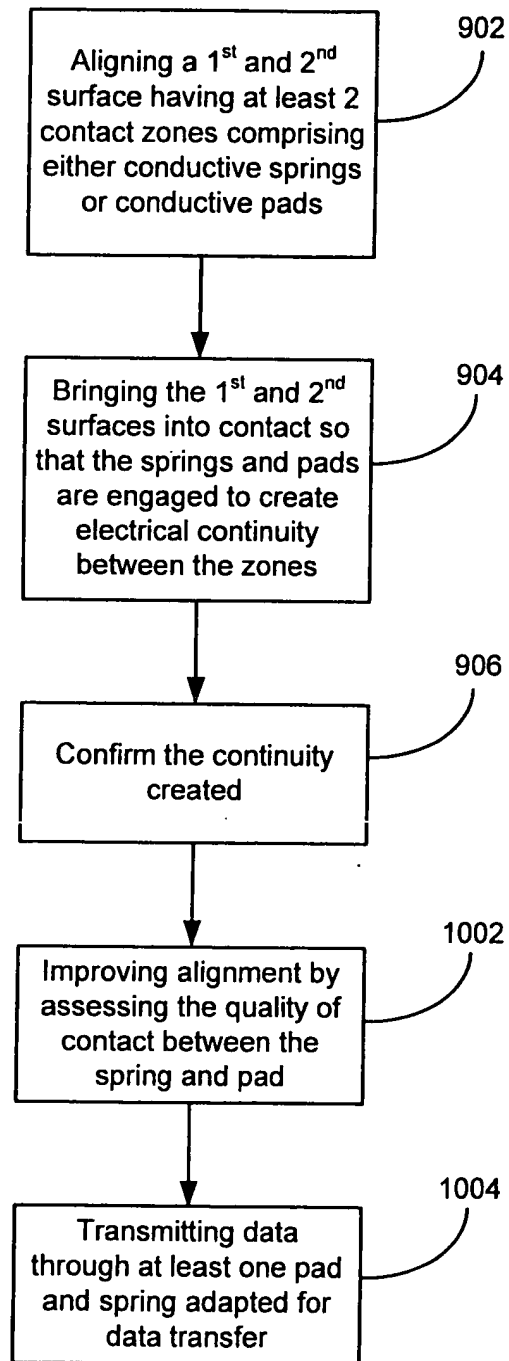 902
Aligning a 1st and 2nd
surface having at least 2
contact zones comprising
either conductive springs
or conductive pads
904
Bringing the 1st and 2nd
surfaces into contact so
that the springs and pads
are engaged to create
electrical continuity
between the zones
906
Confirm the continuity
created
1002
Improving alignment by
assessing the quality of
contact between the
spring and pad
1004
Transmitting data
through at least one pad
and spring adapted for
data transfer